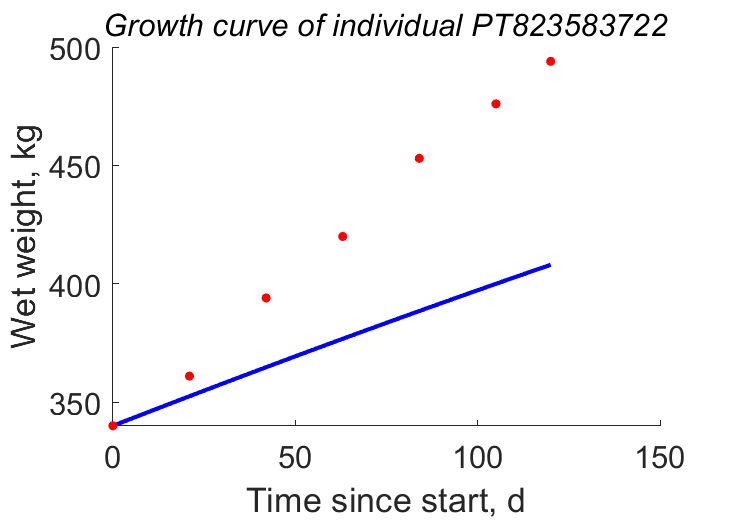 Growth curve of individual PT823583722
500
450
400
350
Wet weight, kg
0 50 100 150
Time since start, d